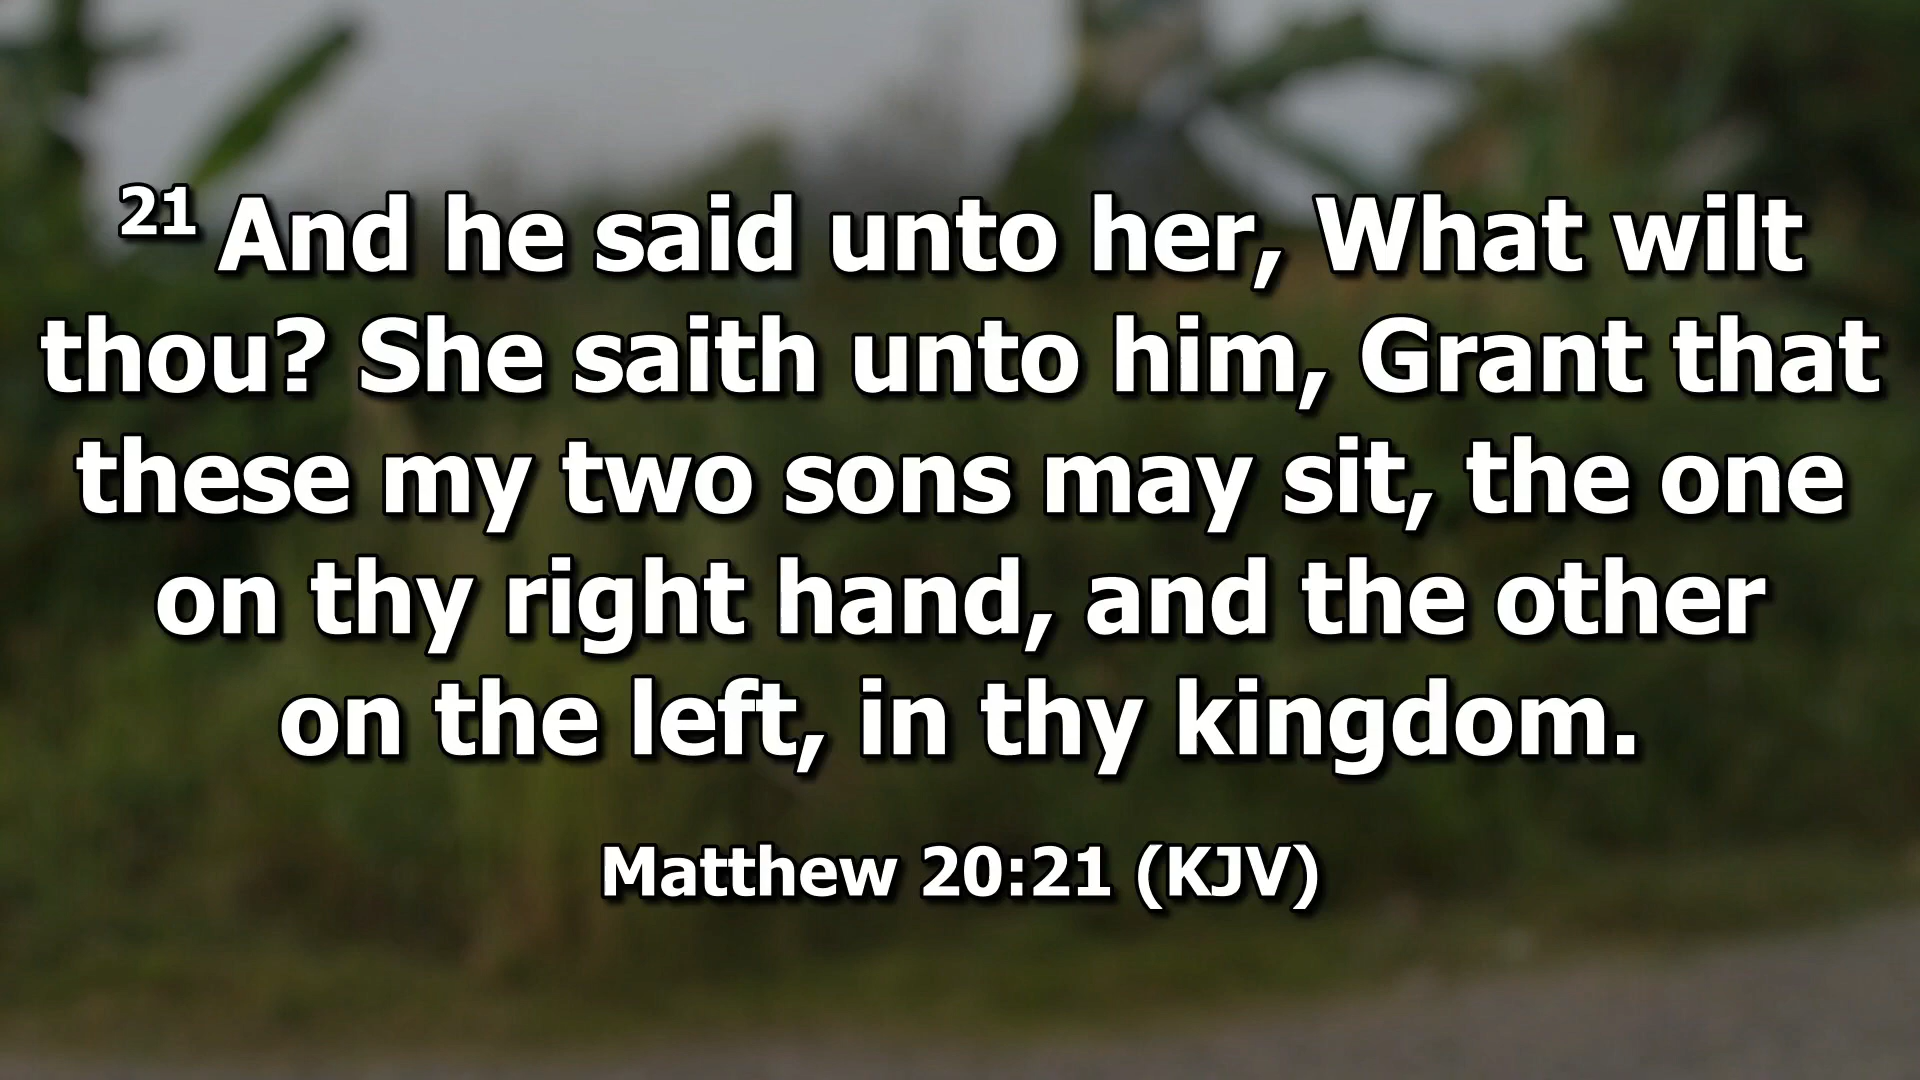 21 And he said unto her, What wilt
thou? She saith unto him, Grant that
these my two sons may sit, the one
on thy right hand, and the other
on the left, in thy kingdom.
Matthew 20:21 (KJV)